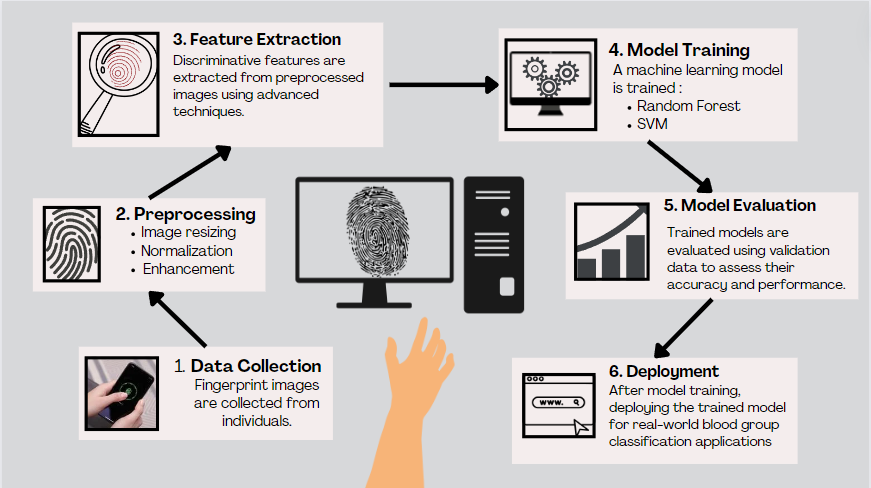 3. Feature Extraction
Discriminative features are
extracted from preprocessed
images using advanced
techniques.
4. Model Training
A machine learning model
is trained :
• Random Forest
• SVM
2. Preprocessing
• Image resizing
• Normalization
• Enhancement
5. Model Evaluation
Trained models are
evaluated using validation
data to assess their
accuracy and performance.
1. Data Collection
Fingerprint images
are collected from
individuals.
6. Deployment
After model training,
deploying the trained model
for real-world blood group
classification applications
www.